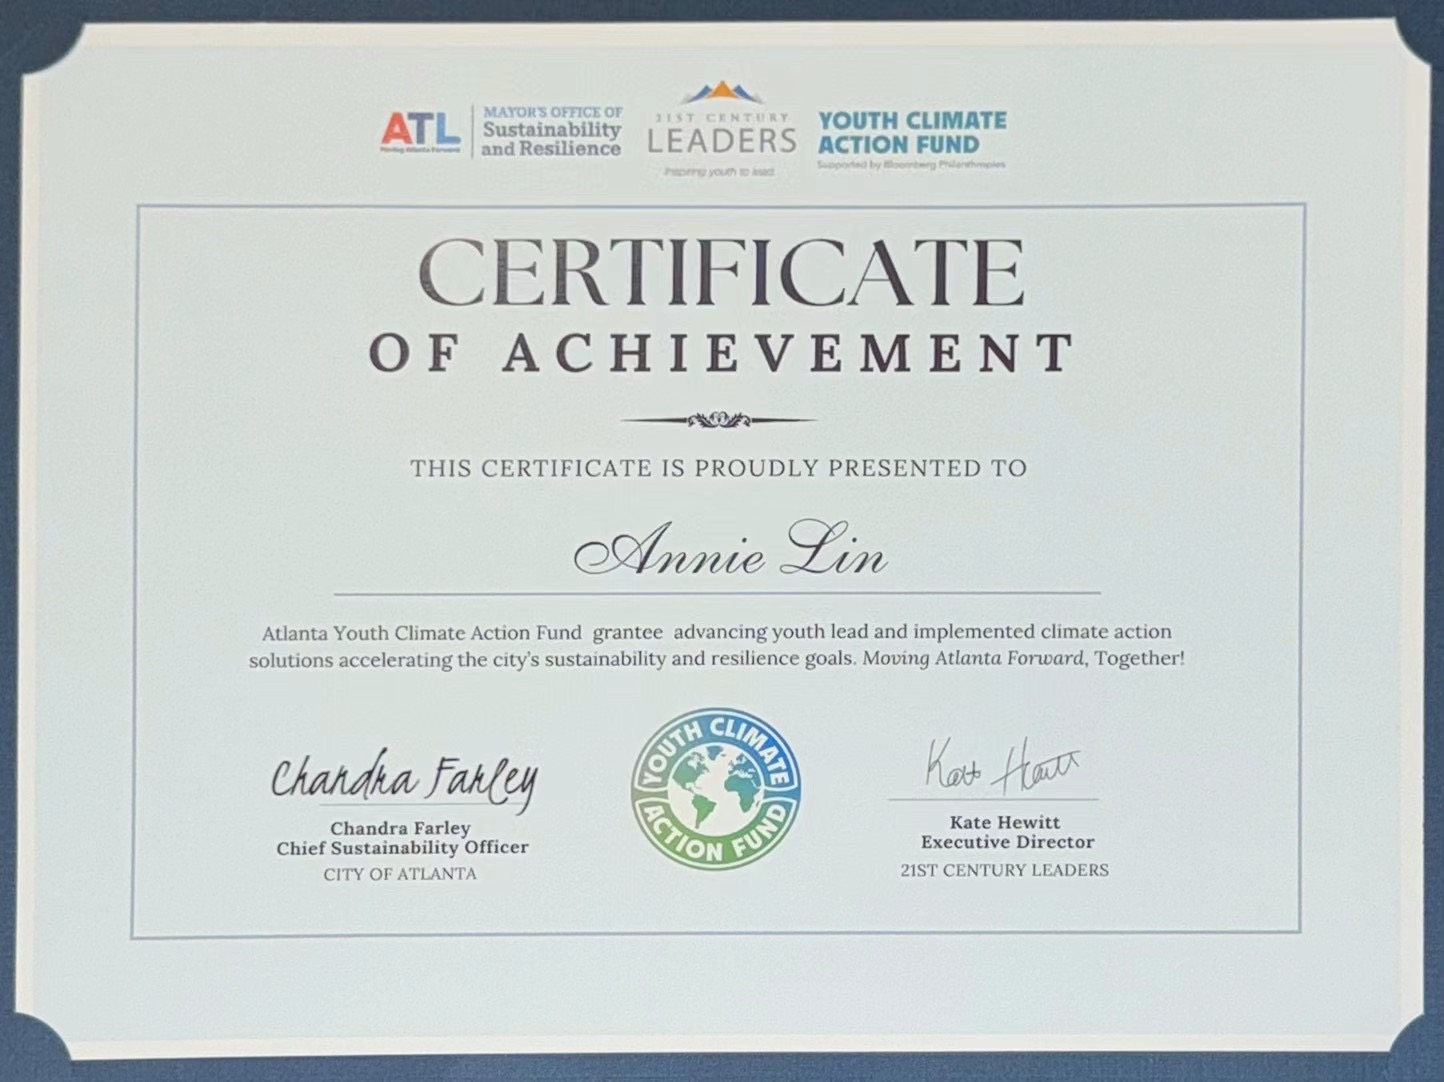 ATL
Moving Atlanta Forward
MAYOR'S OFFICE OF
Sustainability
and Resilience
21ST CENTURY
LEADERS
Inspiring youth to lead
YOUTH CLIMATE
ACTION FUND
Supported by Bloomberg Philanthropies
CERTIFICATE
OF ACHIEVEMENT
THIS CERTIFICATE IS PROUDLY PRESENTED TO
Annie Lin
Atlanta Youth Climate Action Fund grantee advancing youth lead and implemented climate action
solutions accelerating the city's sustainability and resilience goals. Moving Atlanta Forward, Together!
Chandra Farley
Chandra Farley
Chief Sustainability Officer
CITY OF ATLANTA
YOUTH CLIMATE
ACTION FUND
Kate Hewitt
Kate Hewitt
Executive Director
21ST CENTURY LEADERS